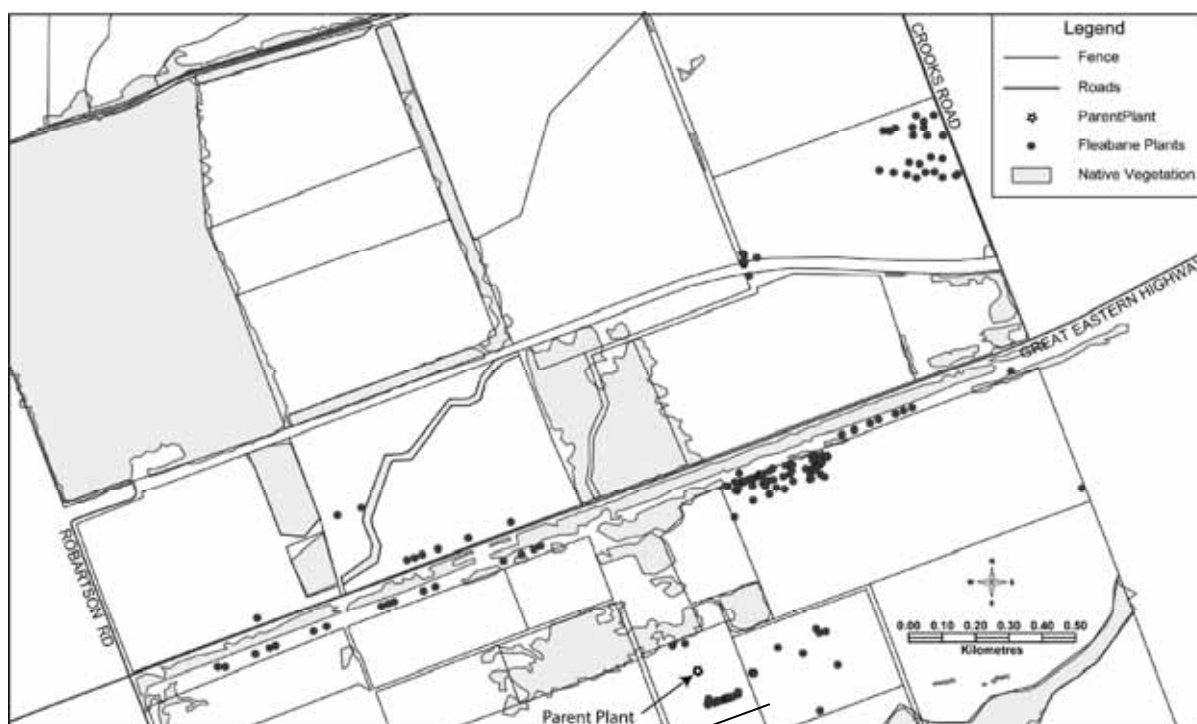 CROOKS ROAD
Legend
Fence
Roads
ParentPlant
Fleabane Plants
Native Vegetation
GREAT EASTERN HIGHWAY
ROBARTSON RD
N
W E
S
0.00 0.10 0.20 0.30 0.40 0.50
Kilometres
Parent Plant